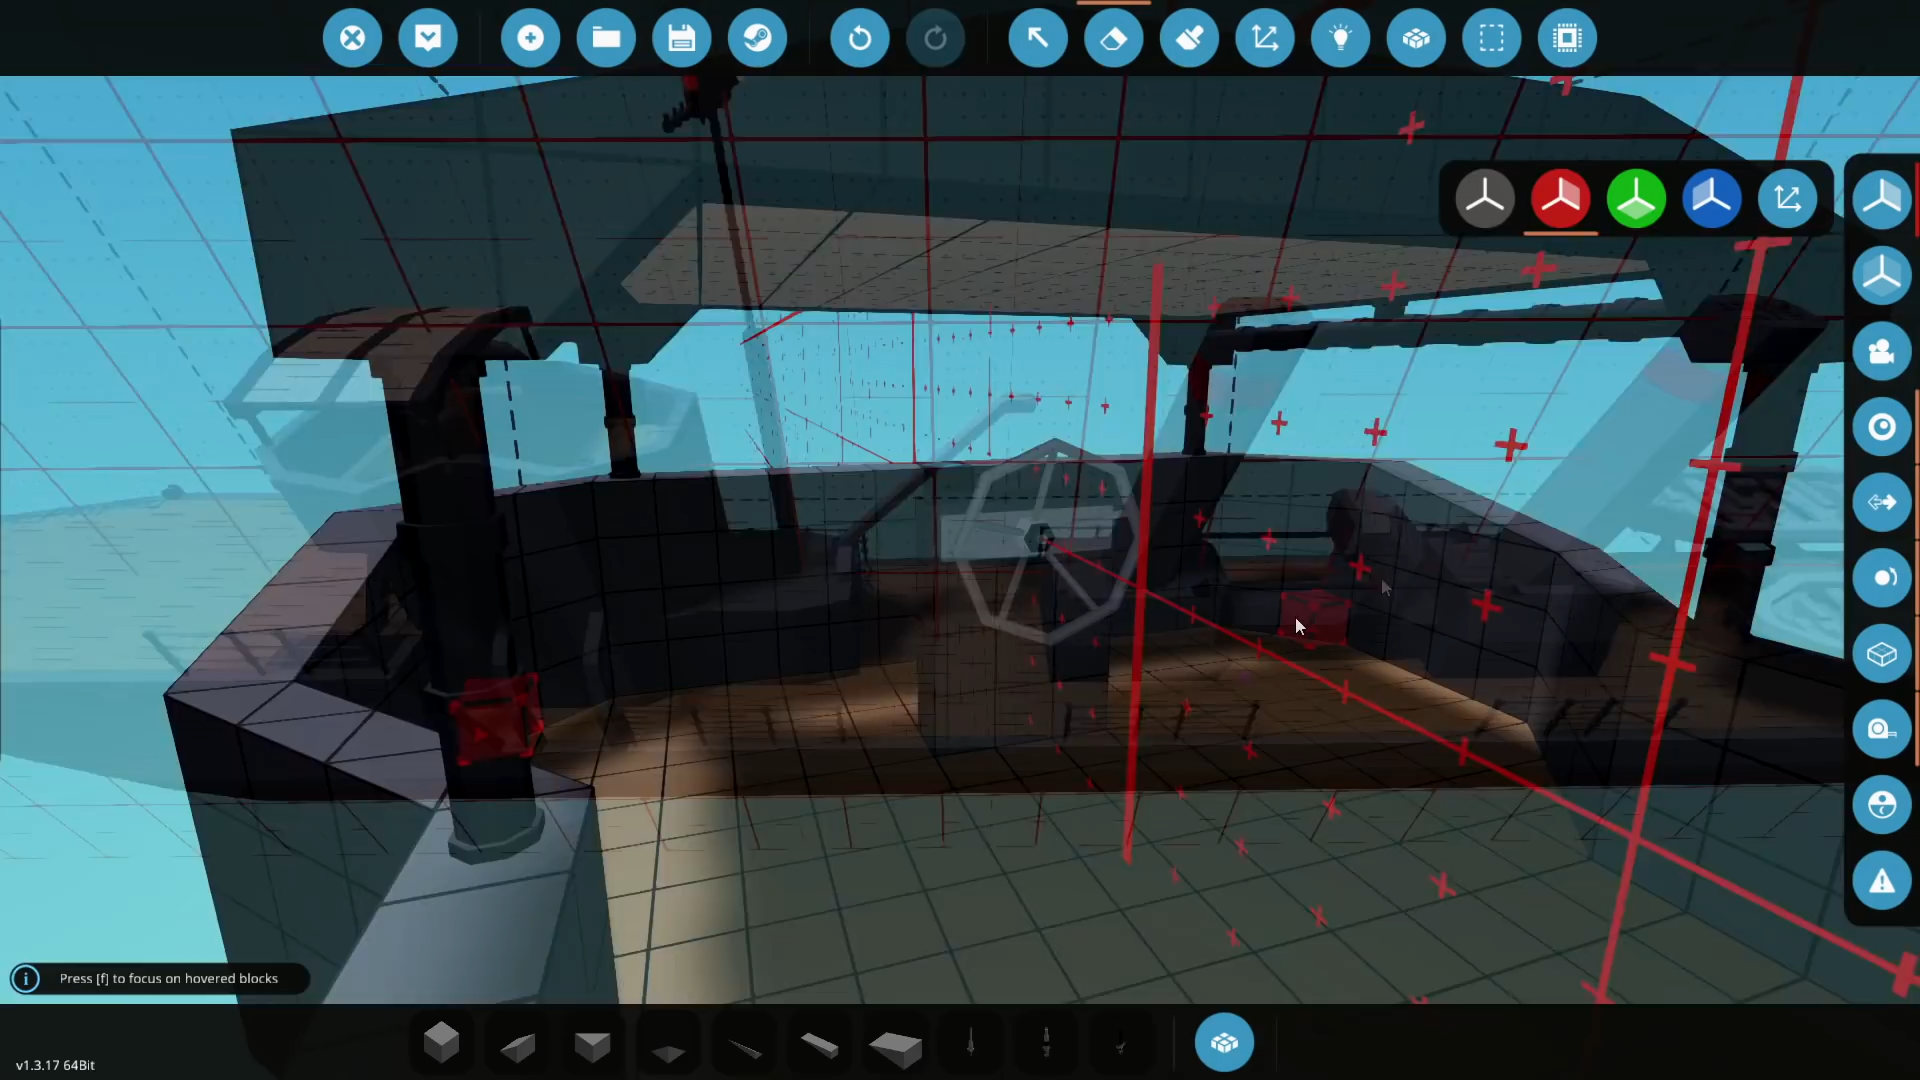 Press [f] to focus on hovered blocks
v1.3.17 64Bit